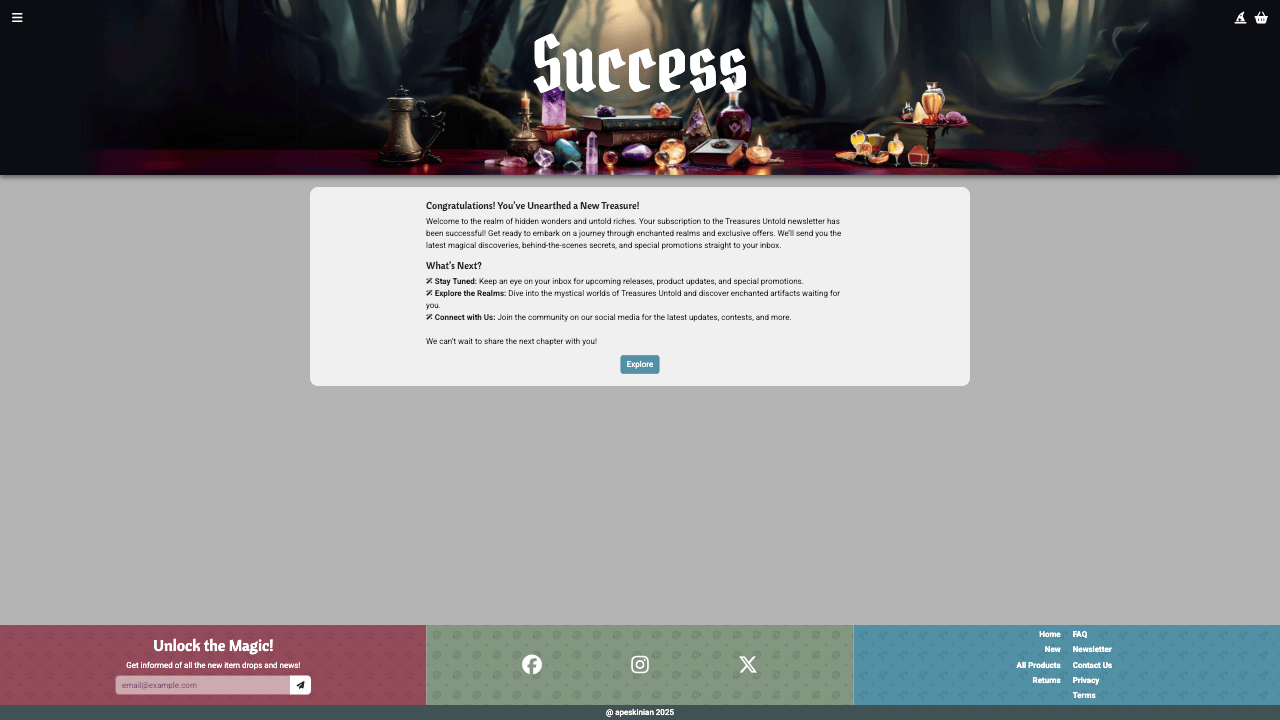 Success
Congratulations! You've Unearthed a New Treasure!
Welcome to the realm of hidden wonders and untold riches. Your subscription to the Treasures Untold newsletter has
been successful! Get ready to embark on a journey through enchanted realms and exclusive offers. We'll send you the
latest magical discoveries, behind-the-scenes secrets, and special promotions straight to your inbox.
What's Next?
Stay Tuned: Keep an eye on your inbox for upcoming releases, product updates, and special promotions.
Explore the Realms: Dive into the mystical worlds of Treasures Untold and discover enchanted artifacts waiting for
you.
Connect with Us: Join the community on our social media for the latest updates, contests, and more.
We can't wait to share the next chapter with you!
Explore
Unlock the Magic!
Get informed of all the new item drops and news!
email@example.com
Home
New
All Products
Returns
FAQ
Newsletter
Contact Us
Privacy
Terms
@ apeskinian 2025